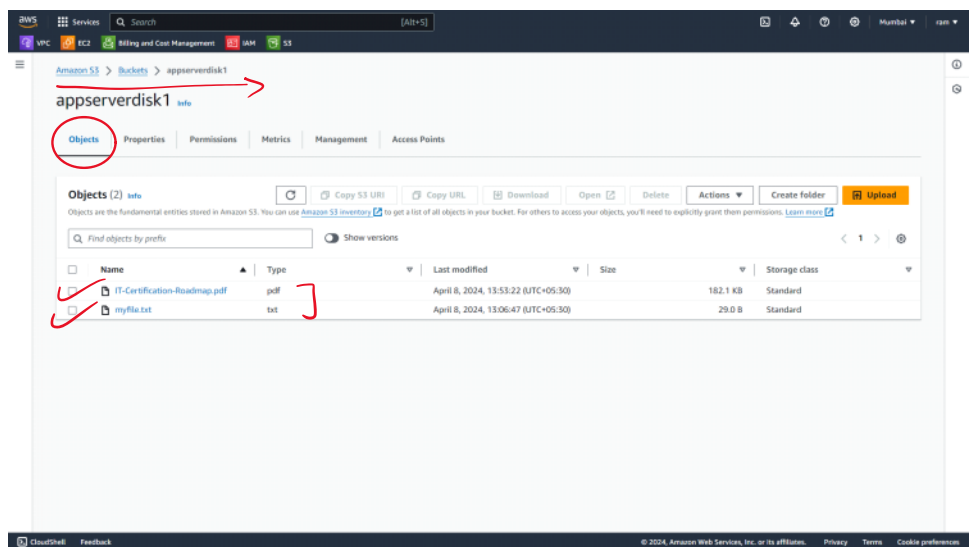 aws Services Search [Alt+S] Mumbai ram
VPC EC2 Billing and Cost Management IAM S3
Amazon S3 > Buckets > appserverdisk1
appserverdisk1 Info
Objects Properties Permissions Metrics Management Access Points
Objects (2) Info Copy S3 URI Copy URL Download Open Delete Actions Create folder Upload
Objects are the fundamental entities stored in Amazon S3. You can use Amazon S3 inventory to get a list of all objects in your bucket. For others to access your objects, you'll need to explicitly grant them permissions. Learn more
Find objects by prefix Show versions < 1 >
Name Type Last modified Size Storage class
IT-Certification-Roadmap.pdf pdf April 8, 2024, 13:53:22 (UTC+05:30) 182.1 KB Standard
myfile.txt txt April 8, 2024, 13:06:47 (UTC+05:30) 29.0 B Standard
CloudShell Feedback © 2024, Amazon Web Services, Inc. or its affiliates. Privacy Terms Cookie preferences